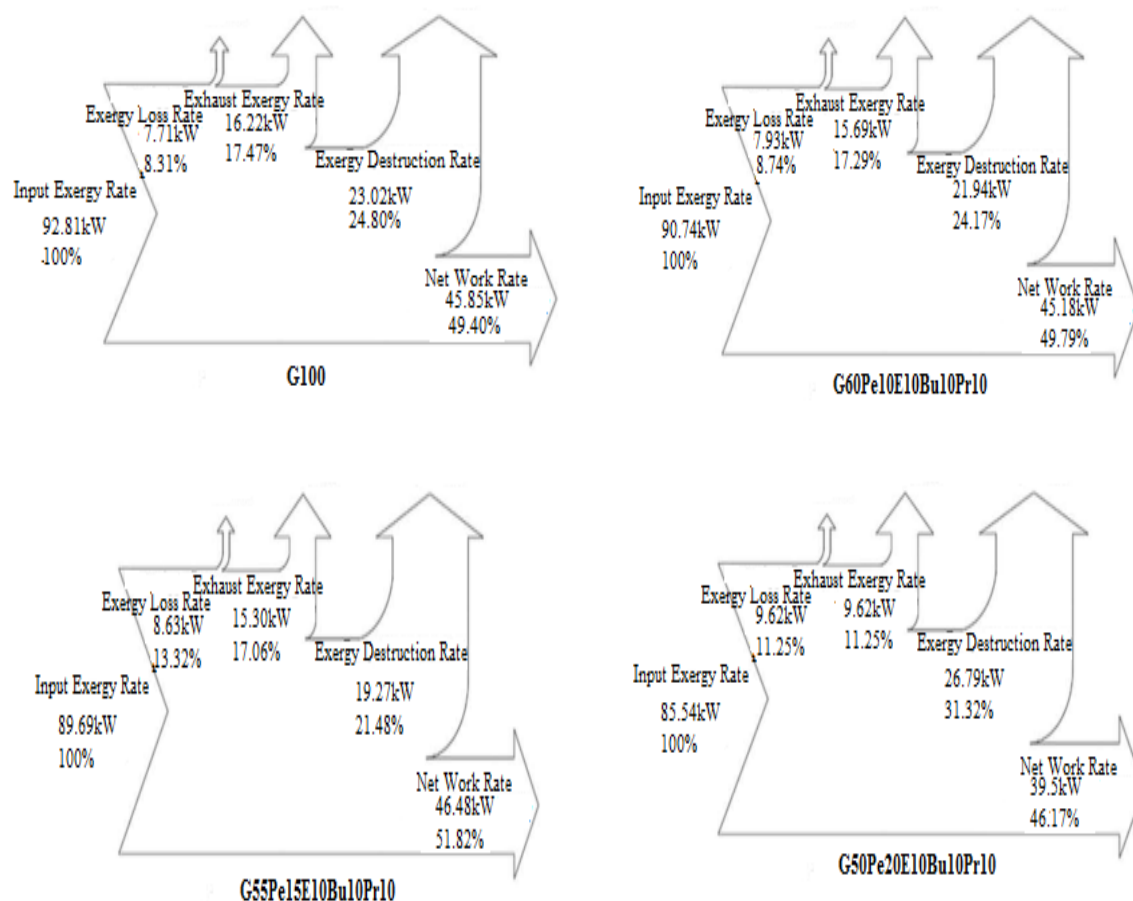 Exergy Loss Rate
7.71kW
8.31%
Exhaust Exergy Rate
16.22kW
17.47%
Exergy Destruction Rate
23.02kW
24.80%
Input Exergy Rate
92.81kW
100%
Net Work Rate
45.85kW
49.40%
G100
Exergy Loss Rate
7.93kW
8.74%
Exhaust Exergy Rate
15.69kW
17.29%
Exergy Destruction Rate
21.94kW
24.17%
Input Exergy Rate
90.74kW
100%
Net Work Rate
45.18kW
49.79%
G60Pe10E10Bu10Pr10
Exergy Loss Rate
8.63kW
13.32%
Exhaust Exergy Rate
15.30kW
17.06%
Exergy Destruction Rate
19.27kW
21.48%
Input Exergy Rate
89.69kW
100%
Net Work Rate
46.48kW
51.82%
G55Pe15E10Bu10Pr10
Exergy Loss Rate
9.62kW
11.25%
Exhaust Exergy Rate
9.62kW
11.25%
Exergy Destruction Rate
26.79kW
31.32%
Input Exergy Rate
85.54kW
100%
Net Work Rate
39.5kW
46.17%
G50Pe20E10Bu10Pr10